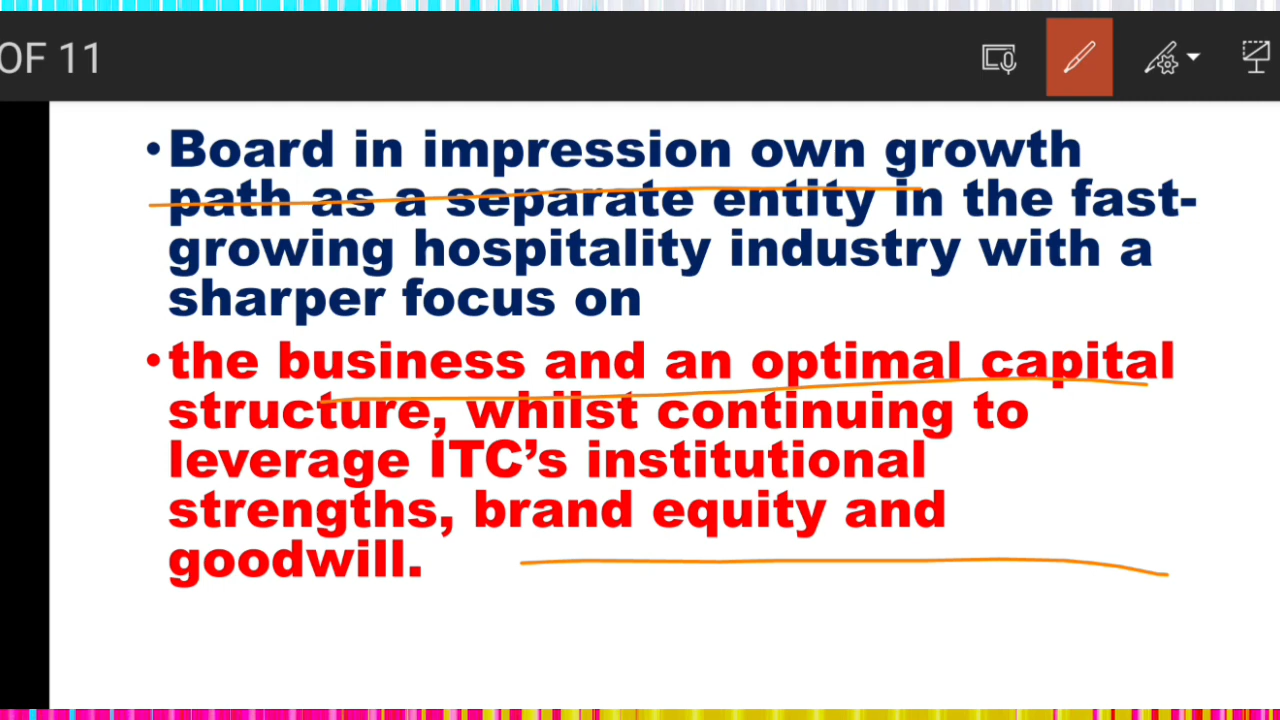 OF 11
•Board in impression own growth
path as a separate entity in the fast-
growing hospitality industry with a
sharper focus on
•the business and an optimal capital
structure, whilst continuing to
leverage ITC’s institutional
strengths, brand equity and
goodwill.